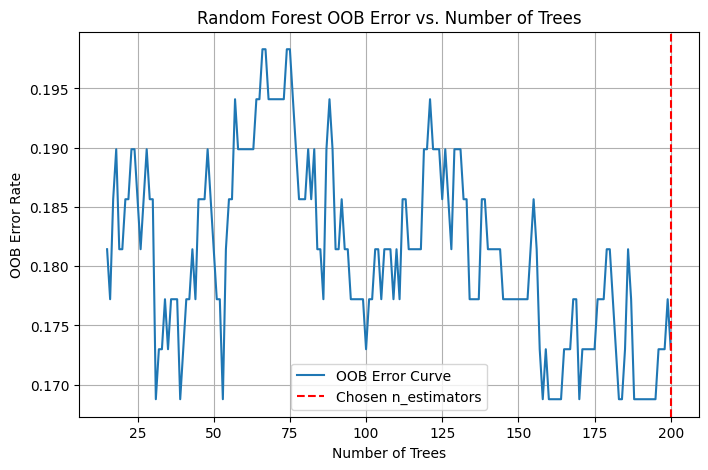 Random Forest OOB Error vs. Number of Trees
OOB Error Rate
0.195
0.190
0.185
0.180
0.175
0.170
OOB Error Curve
Chosen n_estimators
25 50 75 100 125 150 175 200
Number of Trees